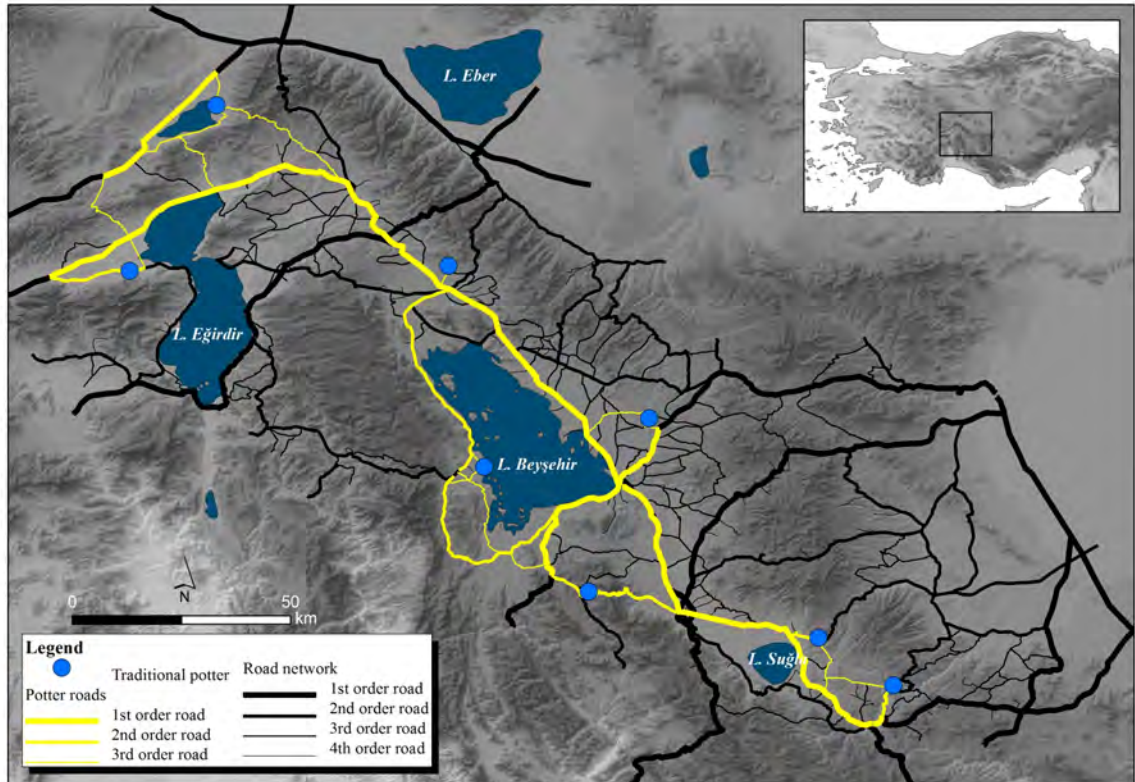 L. Eber
L. Eğirdir
L. Beyşehir
L. Suğla
N
0
50
km
Legend
Traditional potter
Potter roads
1st order road
2nd order road
3rd order road
Road network
1st order road
2nd order road
3rd order road
4th order road